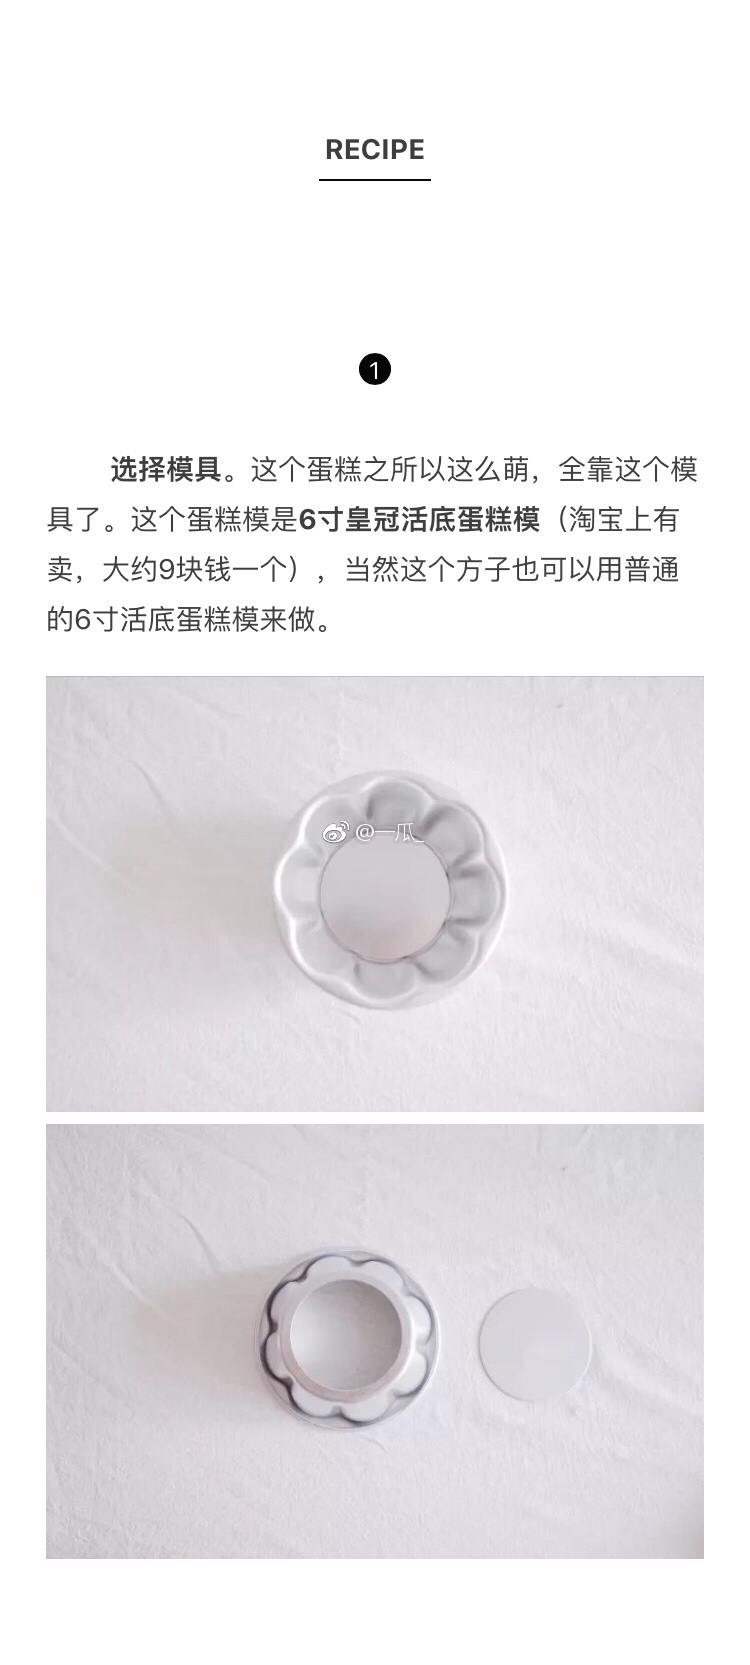 RECIPE
1
选择模具。这个蛋糕之所以这么萌，全靠这个模
具了。这个蛋糕模是6寸皇冠活底蛋糕模（淘宝上有
卖，大约9块钱一个），当然这个方子也可以用普通
的6寸活底蛋糕模来做。
@一瓜_